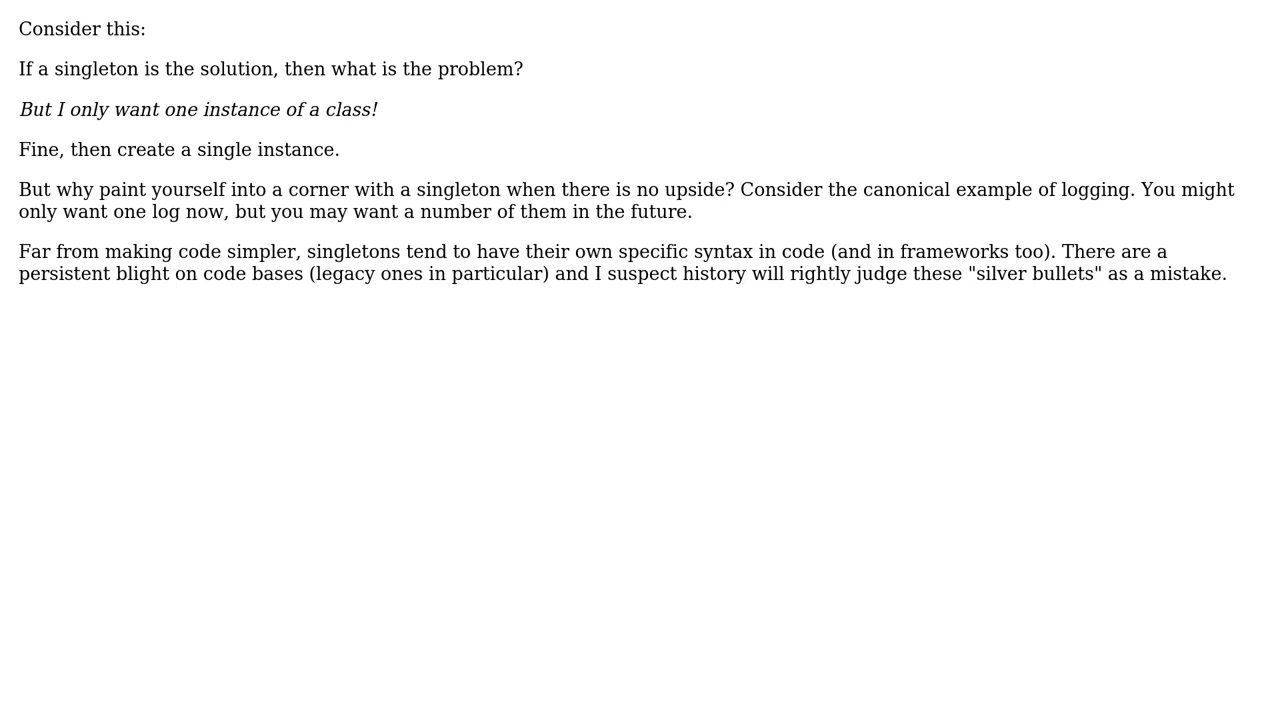 Consider this:
If a singleton is the solution, then what is the problem?
But I only want one instance of a class!
Fine, then create a single instance.
But why paint yourself into a corner with a singleton when there is no upside? Consider the canonical example of logging. You might
only want one log now, but you may want a number of them in the future.
Far from making code simpler, singletons tend to have their own specific syntax in code (and in frameworks too). There are a
persistent blight on code bases (legacy ones in particular) and I suspect history will rightly judge these "silver bullets" as a mistake.